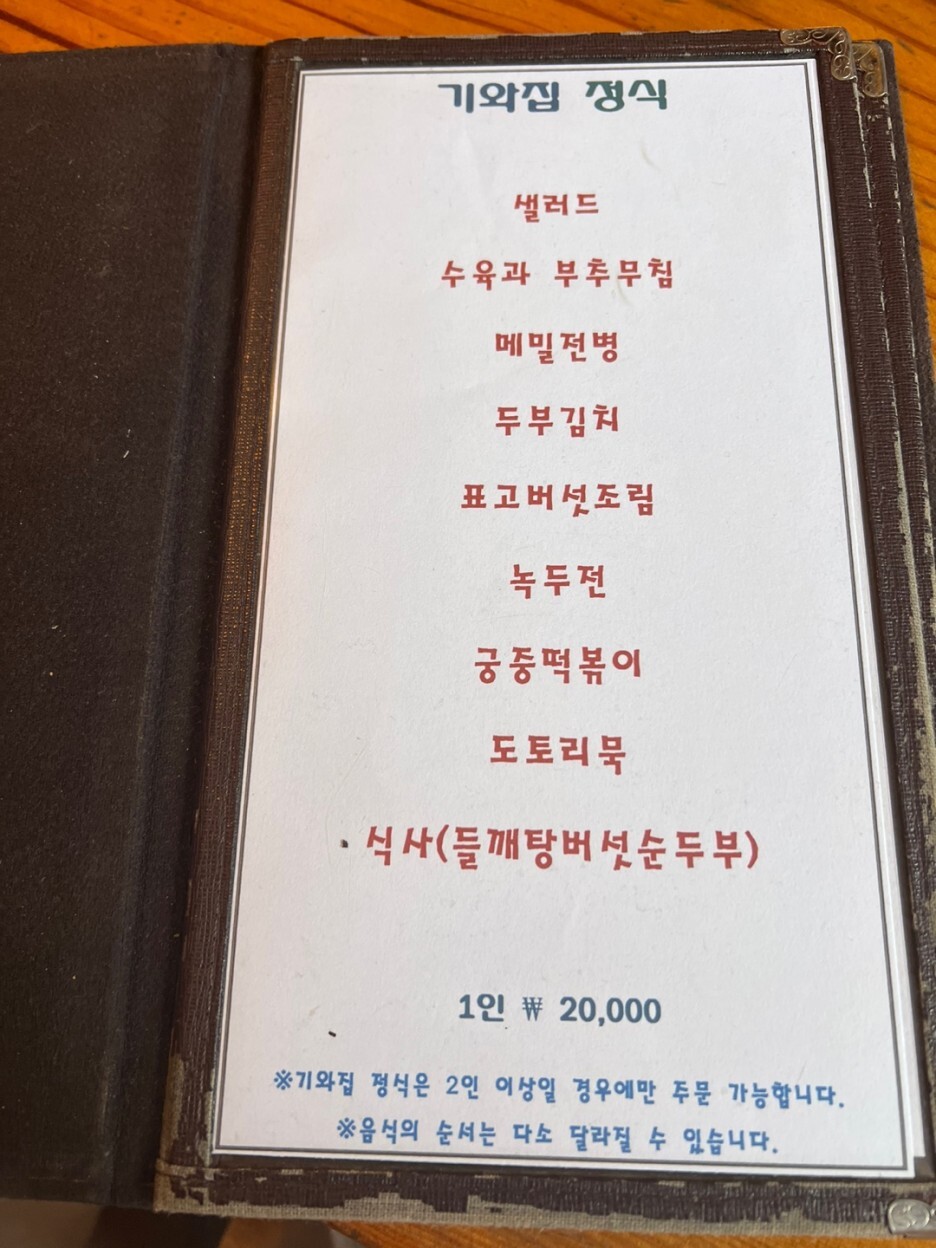 기와집 정식
샐러드
수육과 부추무침
메밀전병
두부김치
표고버섯조림
녹두전
궁중떡볶이
도토리묵
식사(들깨탕버섯순두부)
1인 ₩ 20,000
※기와집 정식은 2인 이상일 경우에만 주문 가능합니다.
※음식의 순서는 다소 달라질 수 있습니다.